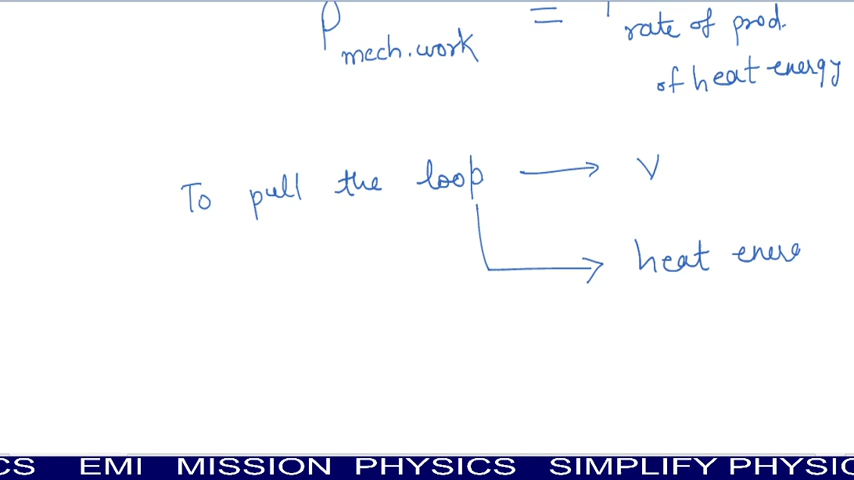 P mech.work = P rate of prod.
of heat energy
To pull the loop → V
→ heat ene
CS EMI MISSION PHYSICS SIMPLIFY PHYSIC